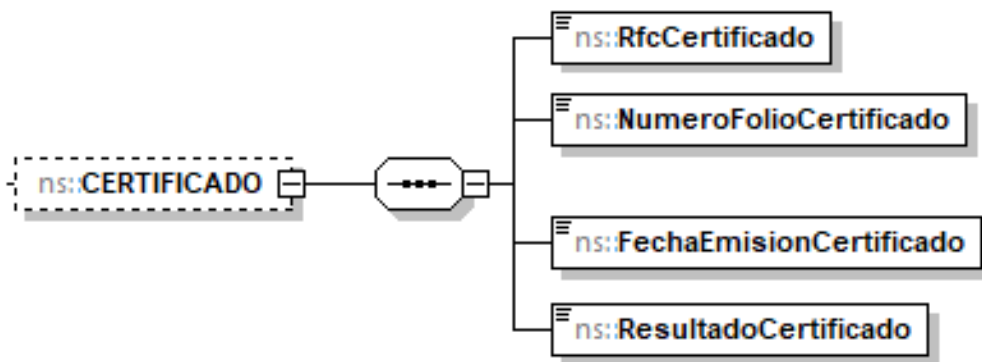 ns:RfcCertificado
ns:NumeroFolioCertificado
ns:CERTIFICADO
ns:FechaEmisionCertificado
ns:ResultadoCertificado